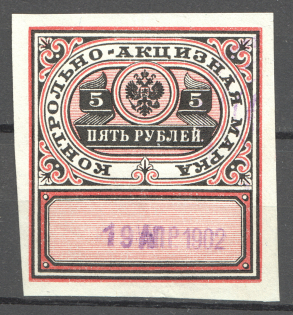 КОНТРОЛЬНО-АКЦИЗНАЯ МАРКА
5 5
ПЯТЬ РУБЛЕЙ.
19 АПР 1902